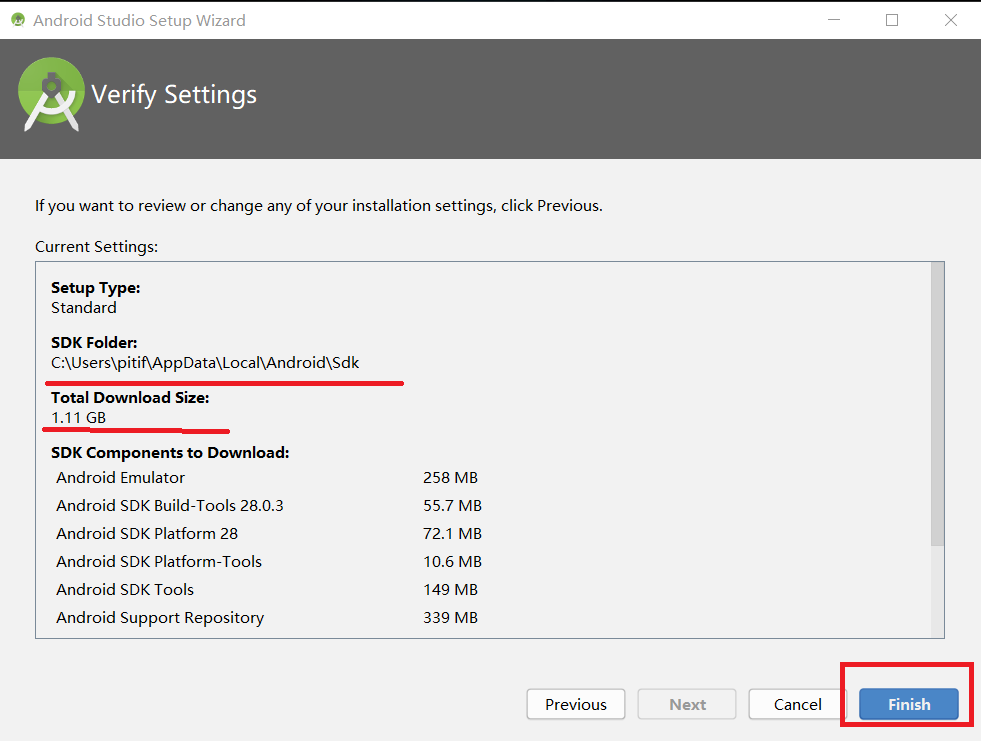 Android Studio Setup Wizard
Verify Settings
If you want to review or change any of your installation settings, click Previous.
Current Settings:
Setup Type:
Standard
SDK Folder:
C:\Users\pitif\AppData\Local\Android\Sdk
Total Download Size:
1.11 GB
SDK Components to Download:
Android Emulator 258 MB
Android SDK Build-Tools 28.0.3 55.7 MB
Android SDK Platform 28 72.1 MB
Android SDK Platform-Tools 10.6 MB
Android SDK Tools 149 MB
Android Support Repository 339 MB
Previous Next Cancel Finish